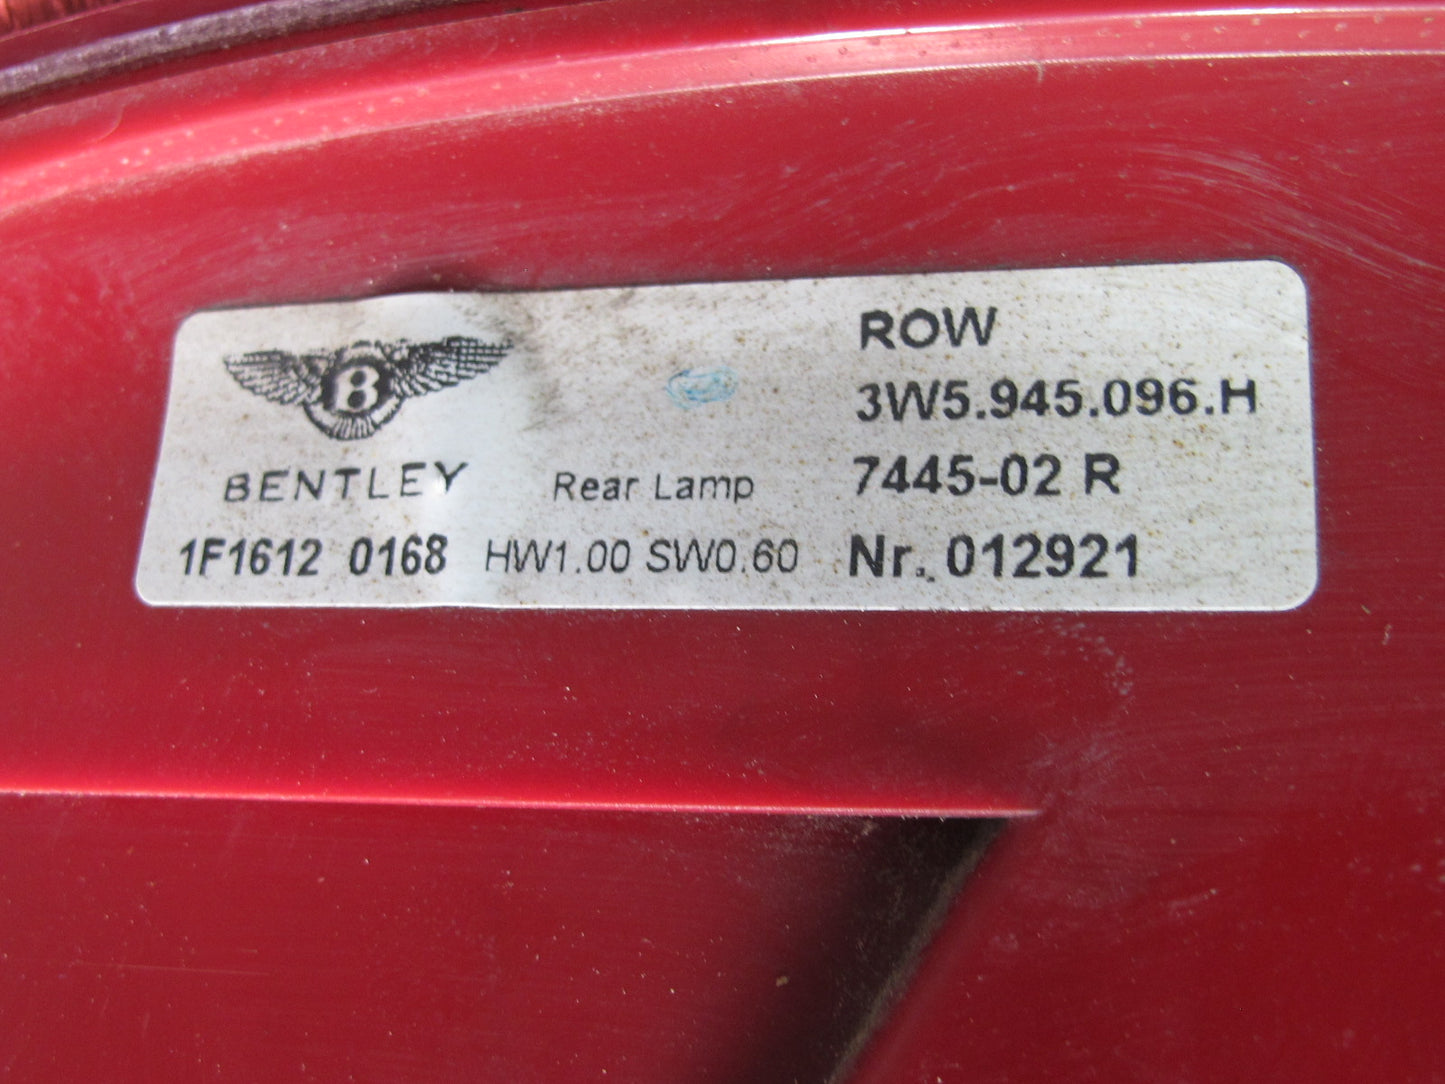 B
ROW
3W5.945.096.H
BENTLEY Rear Lamp 7445-02 R
1F1612 0168 HW1.00 SW0.60 Nr. 012921